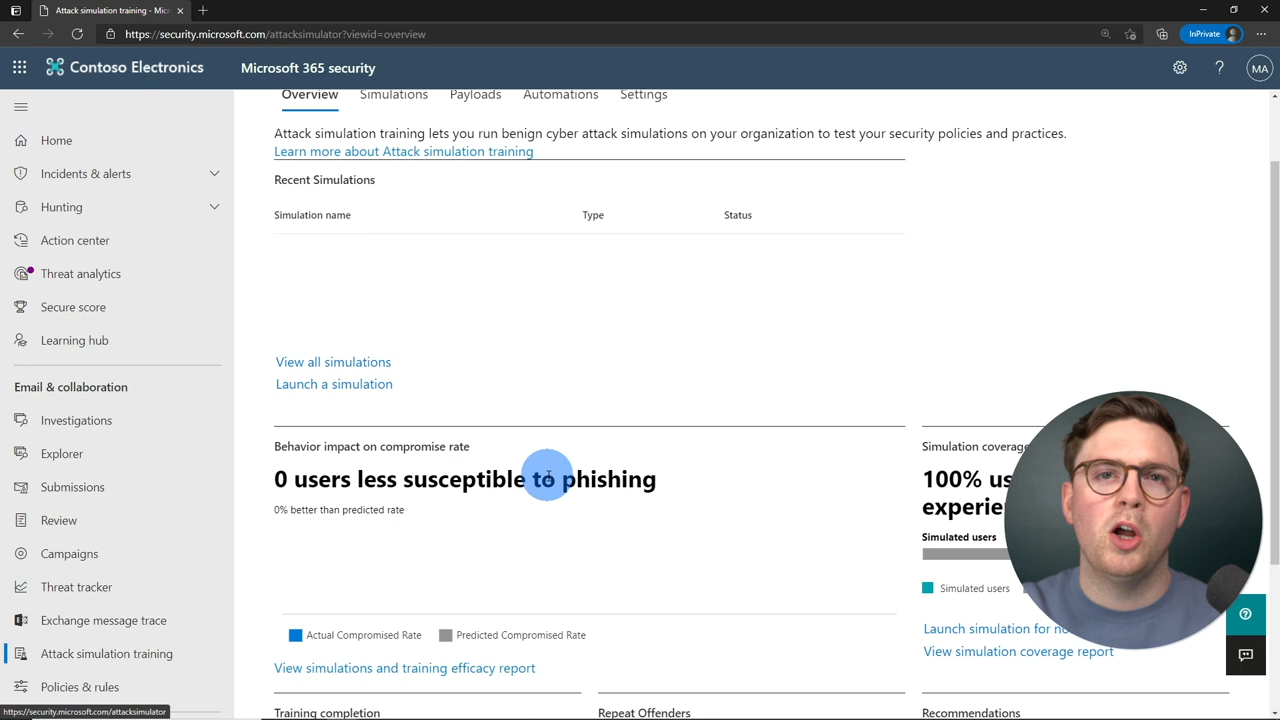 Attack simulation training - Mic
https://security.microsoft.com/attacksimulator?viewid=overview
InPrivate
Contoso Electronics
Microsoft 365 security
MA
Home
Incidents & alerts
Hunting
Action center
Threat analytics
Secure score
Learning hub
Email & collaboration
Investigations
Explorer
Submissions
Review
Campaigns
Threat tracker
Exchange message trace
Attack simulation training
Policies & rules
https://security.microsoft.com/attacksimulator
Overview Simulations Payloads Automations Settings
Attack simulation training lets you run benign cyber attack simulations on your organization to test your security policies and practices.
Learn more about Attack simulation training
Recent Simulations
Simulation name Type Status
View all simulations
Launch a simulation
Behavior impact on compromise rate
0 users less susceptible to phishing
0% better than predicted rate
Actual Compromised Rate Predicted Compromised Rate
View simulations and training efficacy report
Simulation coverage
100%
Simulated users
Simulated users
Launch simulation for
View simulation coverage report
Training completion
Repeat Offenders
Recommendations